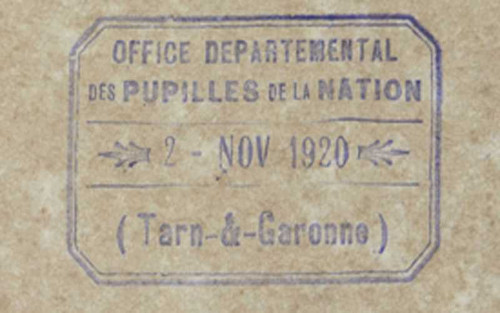 OFFICE DEPARTEMENTAL
DES PUPILLES DE LA NATION
2 - NOV 1920
(Tarn-&-Garonne)